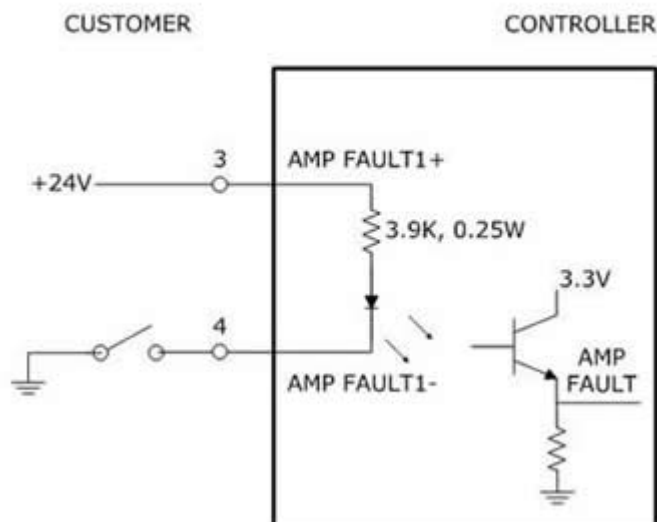 CUSTOMER
CONTROLLER
3
AMP FAULT1+
+24V
3.9K, 0.25W
3.3V
4
AMP
FAULT
AMP FAULT1-